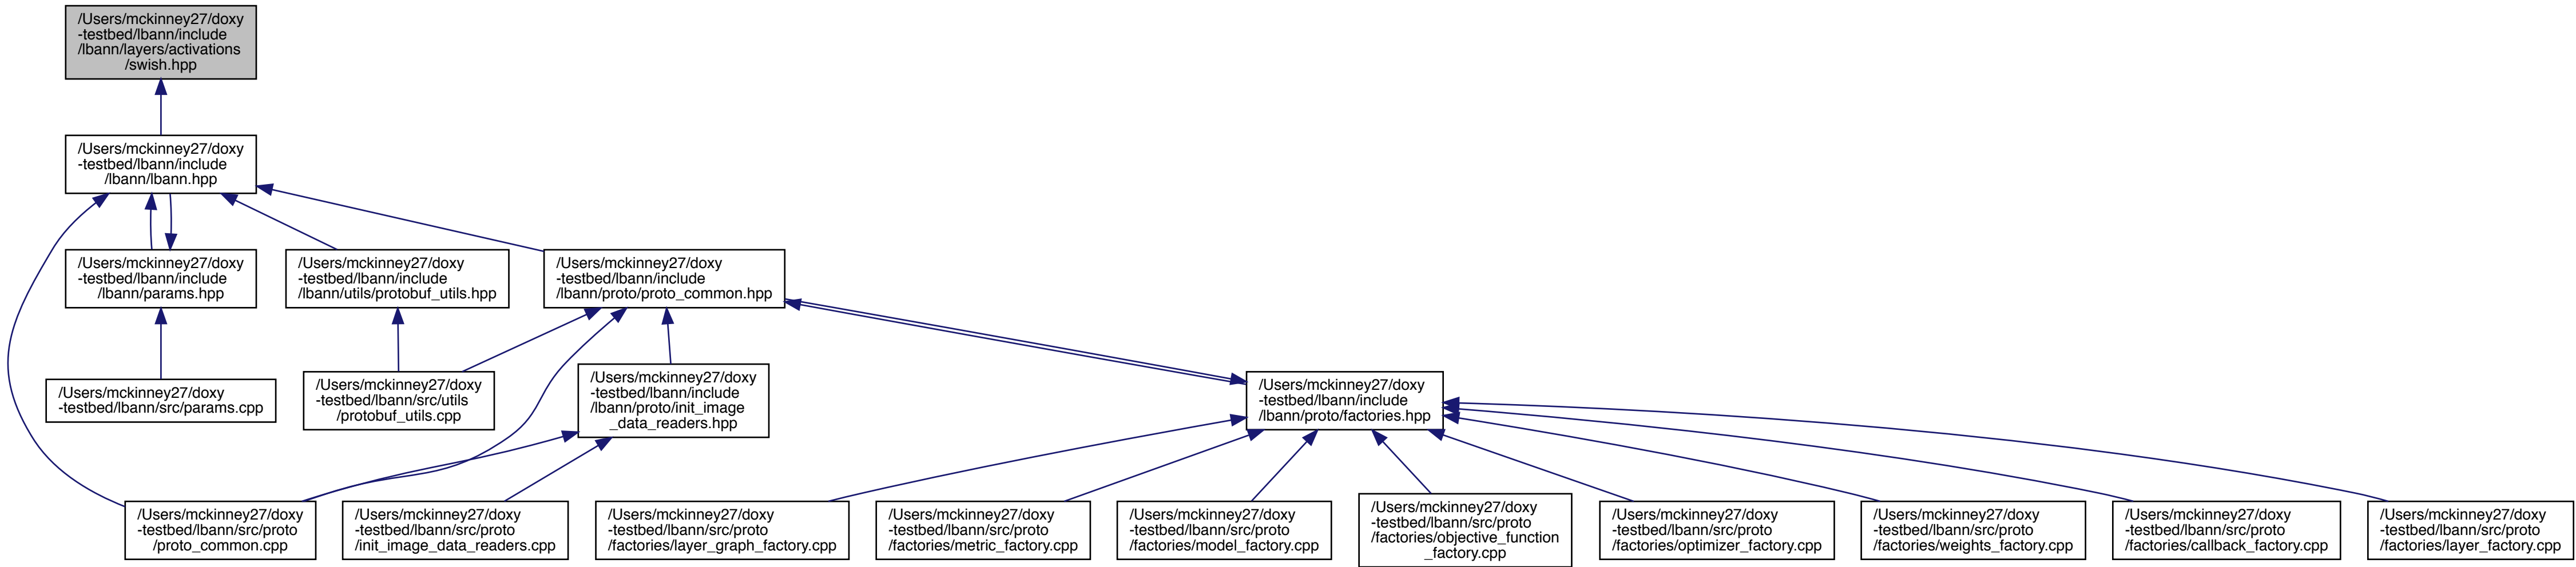 /Users/mckinney27/doxy
-testbed/lbann/include
/lbann/layers/activations
/swish.hpp
/Users/mckinney27/doxy
-testbed/lbann/include
/lbann/lbann.hpp
/Users/mckinney27/doxy
-testbed/lbann/include
/lbann/params.hpp
/Users/mckinney27/doxy
-testbed/lbann/include
/lbann/utils/protobuf_utils.hpp
/Users/mckinney27/doxy
-testbed/lbann/include
/lbann/proto/proto_common.hpp
/Users/mckinney27/doxy
-testbed/lbann/src/params.cpp
/Users/mckinney27/doxy
-testbed/lbann/src/utils
/protobuf_utils.cpp
/Users/mckinney27/doxy
-testbed/lbann/include
/lbann/proto/init_image
_data_readers.hpp
/Users/mckinney27/doxy
-testbed/lbann/include
/lbann/proto/factories.hpp
/Users/mckinney27/doxy
-testbed/lbann/src/proto
/proto_common.cpp
/Users/mckinney27/doxy
-testbed/lbann/src/proto
/init_image_data_readers.cpp
/Users/mckinney27/doxy
-testbed/lbann/src/proto
/factories/layer_graph_factory.cpp
/Users/mckinney27/doxy
-testbed/lbann/src/proto
/factories/metric_factory.cpp
/Users/mckinney27/doxy
-testbed/lbann/src/proto
/factories/model_factory.cpp
/Users/mckinney27/doxy
-testbed/lbann/src/proto
/factories/objective_function
_factory.cpp
/Users/mckinney27/doxy
-testbed/lbann/src/proto
/factories/optimizer_factory.cpp
/Users/mckinney27/doxy
-testbed/lbann/src/proto
/factories/weights_factory.cpp
/Users/mckinney27/doxy
-testbed/lbann/src/proto
/factories/callback_factory.cpp
/Users/mckinney27/doxy
-testbed/lbann/src/proto
/factories/layer_factory.cpp